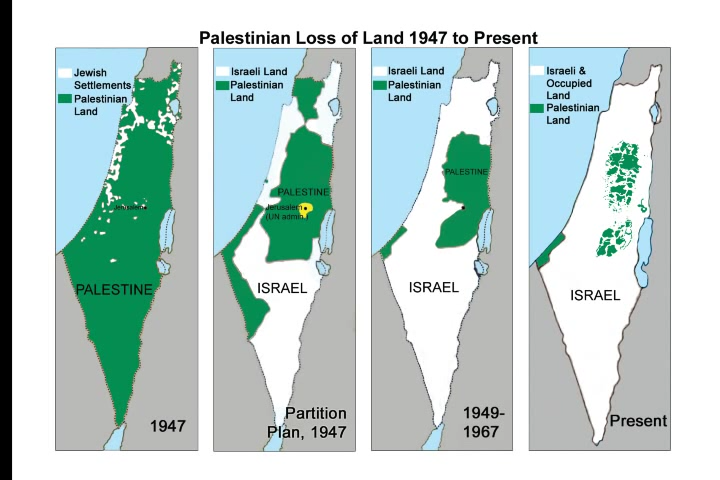 Palestinian Loss of Land 1947 to Present
Jewish
Settlements
Palestinian
Land
Jerusalem
PALESTINE
1947
Israeli Land
Palestinian
Land
PALESTINE
Jerusalem
(UN admin.)
ISRAEL
Partition
Plan, 1947
Israeli Land
Palestinian
Land
PALESTINE
ISRAEL
1949-
1967
Israeli &
Occupied
Land
Palestinian
Land
ISRAEL
Present